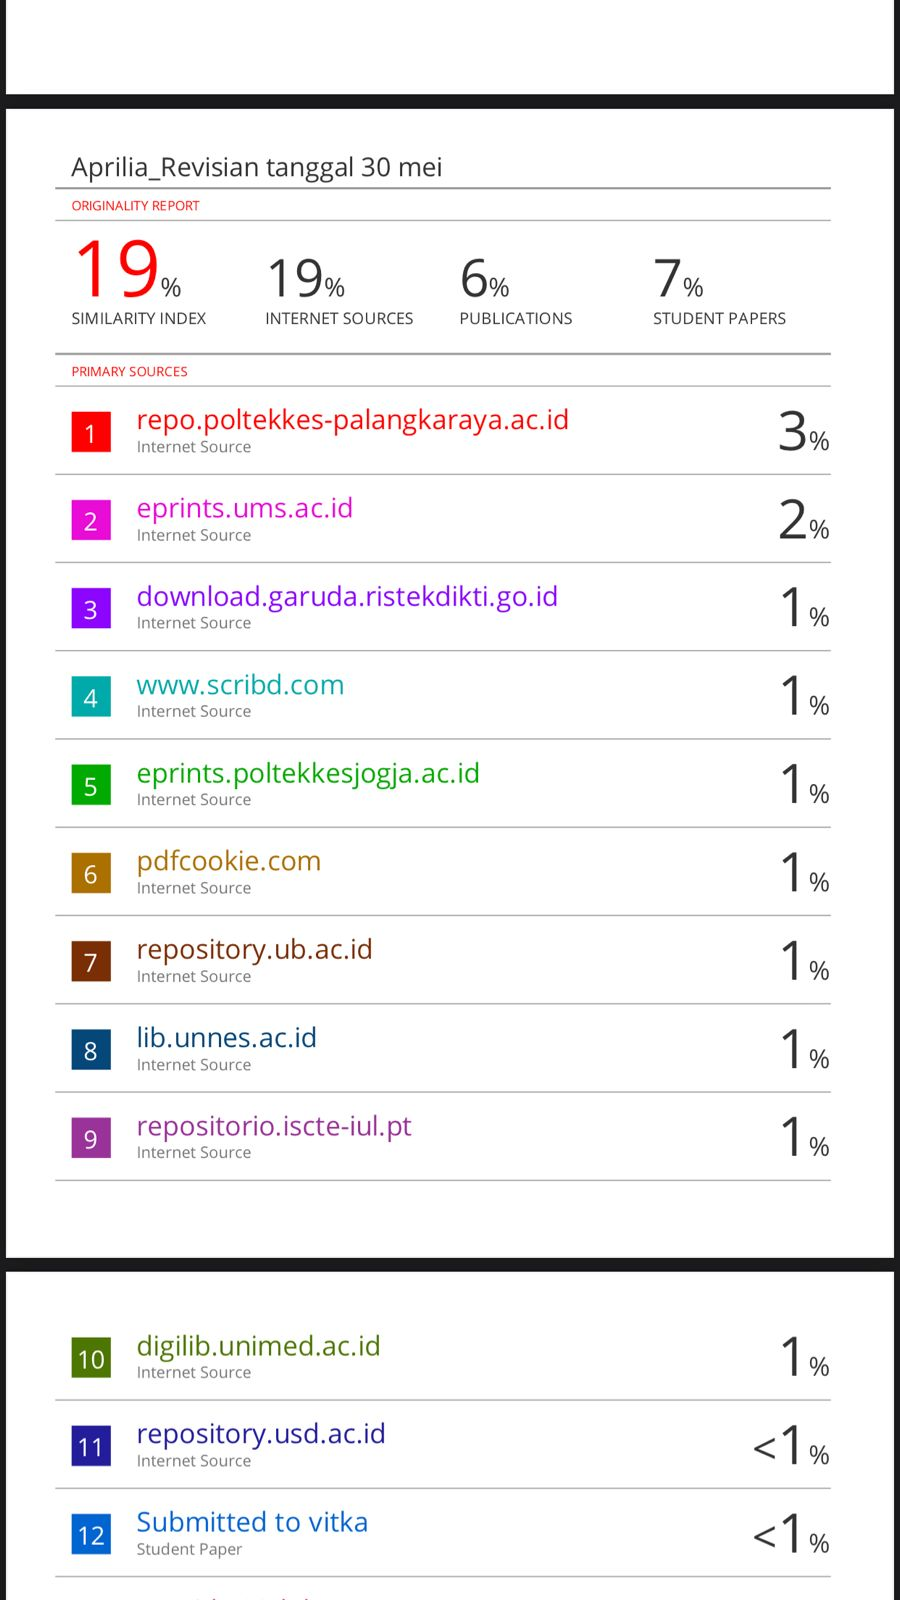 Aprilia_Revisian tanggal 30 mei
ORIGINALITY REPORT
19% 19% 6% 7%
SIMILARITY INDEX INTERNET SOURCES PUBLICATIONS STUDENT PAPERS
PRIMARY SOURCES
1 repo.poltekkes-palangkaraya.ac.id 3%
Internet Source
2 eprints.ums.ac.id 2%
Internet Source
3 download.garuda.ristekdikti.go.id 1%
Internet Source
4 www.scribd.com 1%
Internet Source
5 eprints.poltekkesjogja.ac.id 1%
Internet Source
6 pdfcookie.com 1%
Internet Source
7 repository.ub.ac.id 1%
Internet Source
8 lib.unnes.ac.id 1%
Internet Source
9 repositorio.iscte-iul.pt 1%
Internet Source
10 digilib.unimed.ac.id 1%
Internet Source
11 repository.usd.ac.id <1%
Internet Source
12 Submitted to vitka <1%
Student Paper